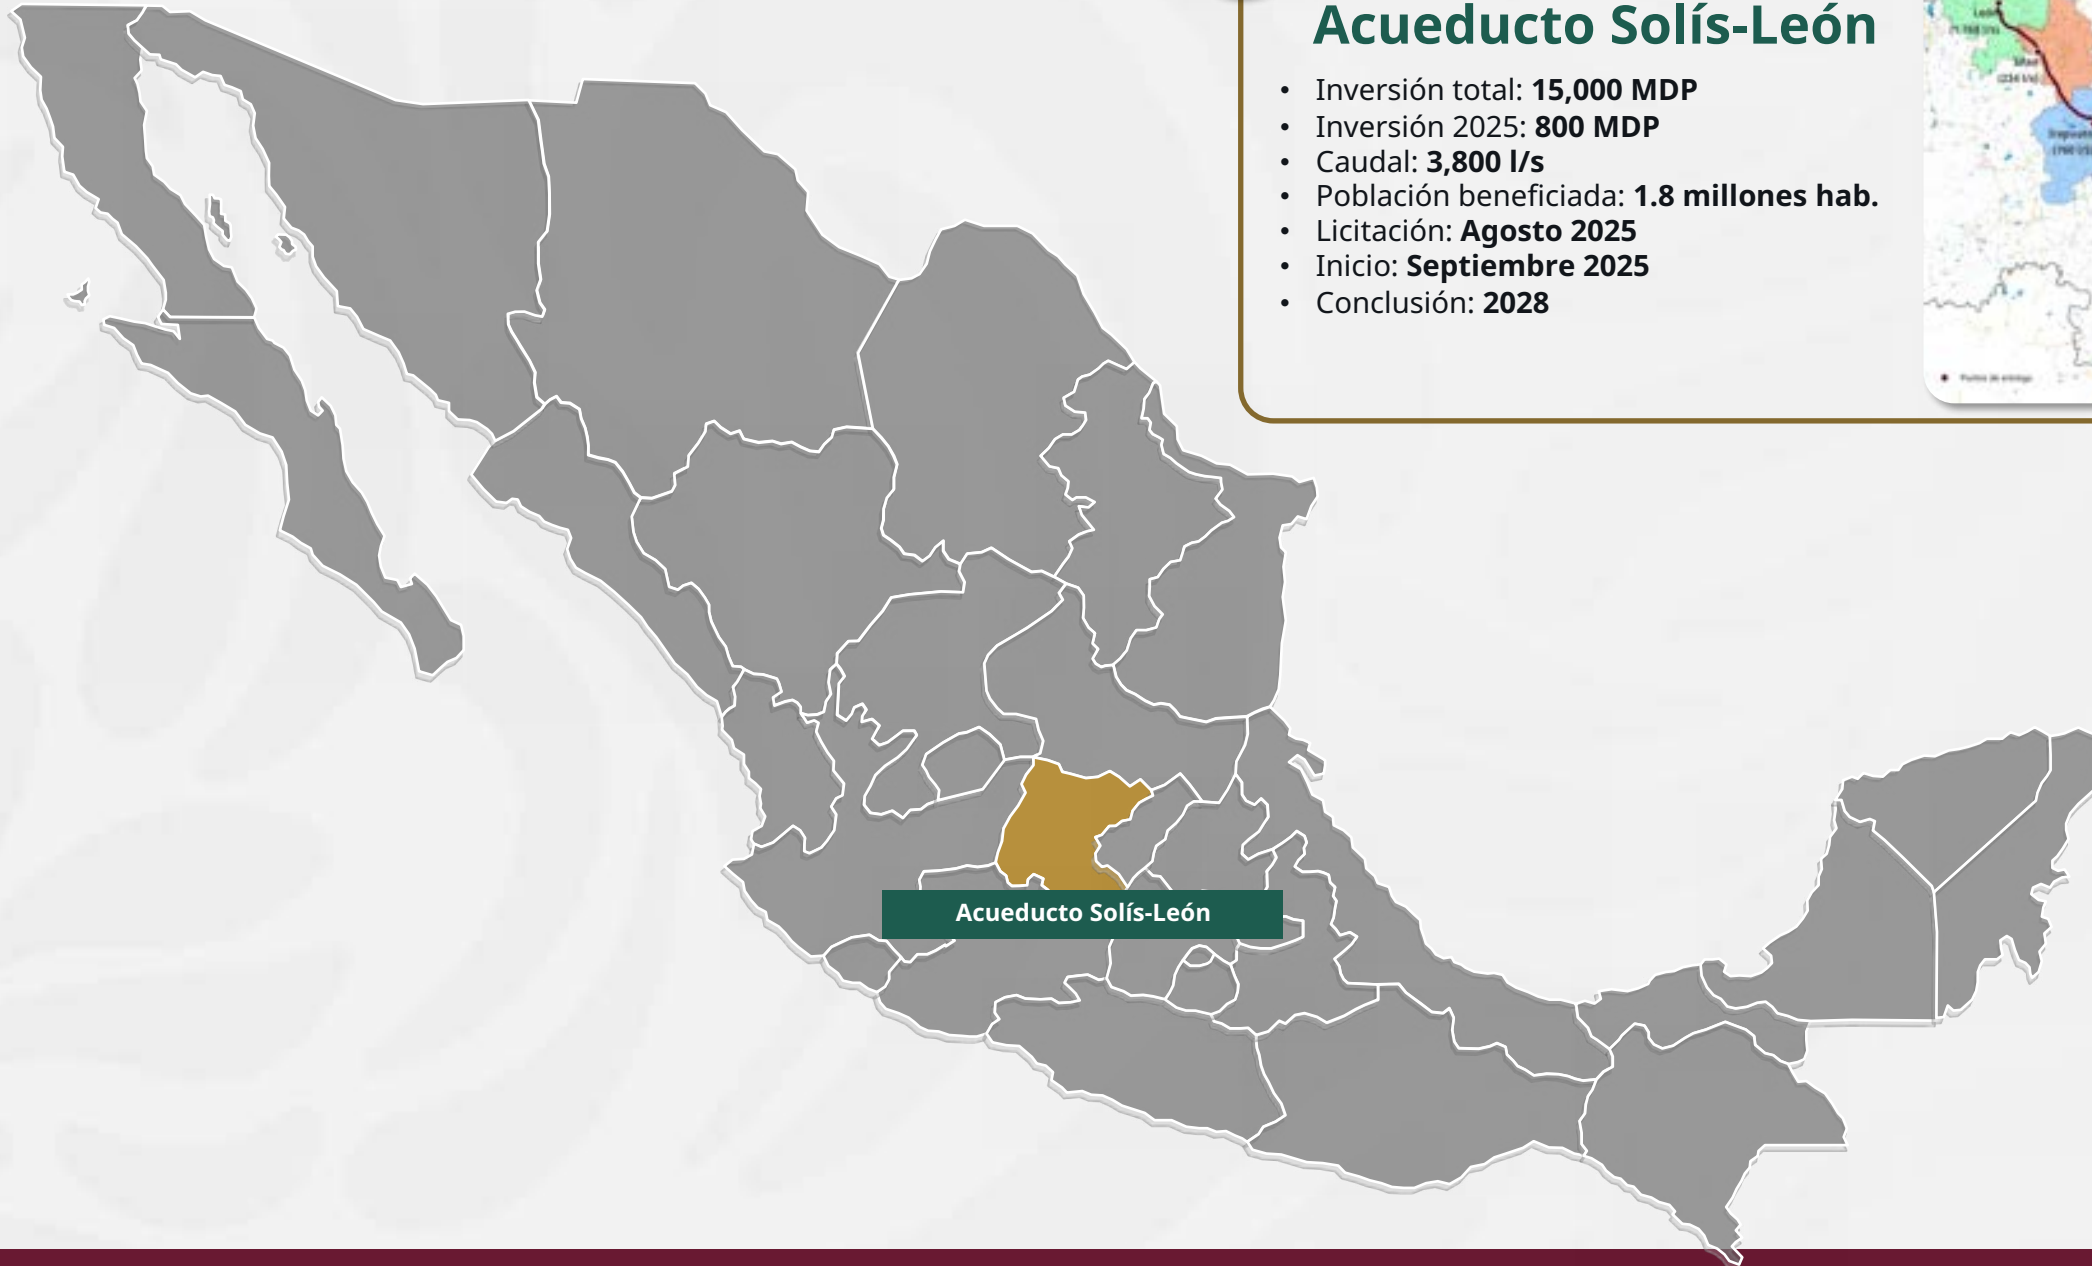 Acueducto Solís-León
• Inversión total: 15,000 MDP
• Inversión 2025: 800 MDP
• Caudal: 3,800 l/s
• Población beneficiada: 1.8 millones hab.
• Licitación: Agosto 2025
• Inicio: Septiembre 2025
• Conclusión: 2028
Acueducto Solís-León